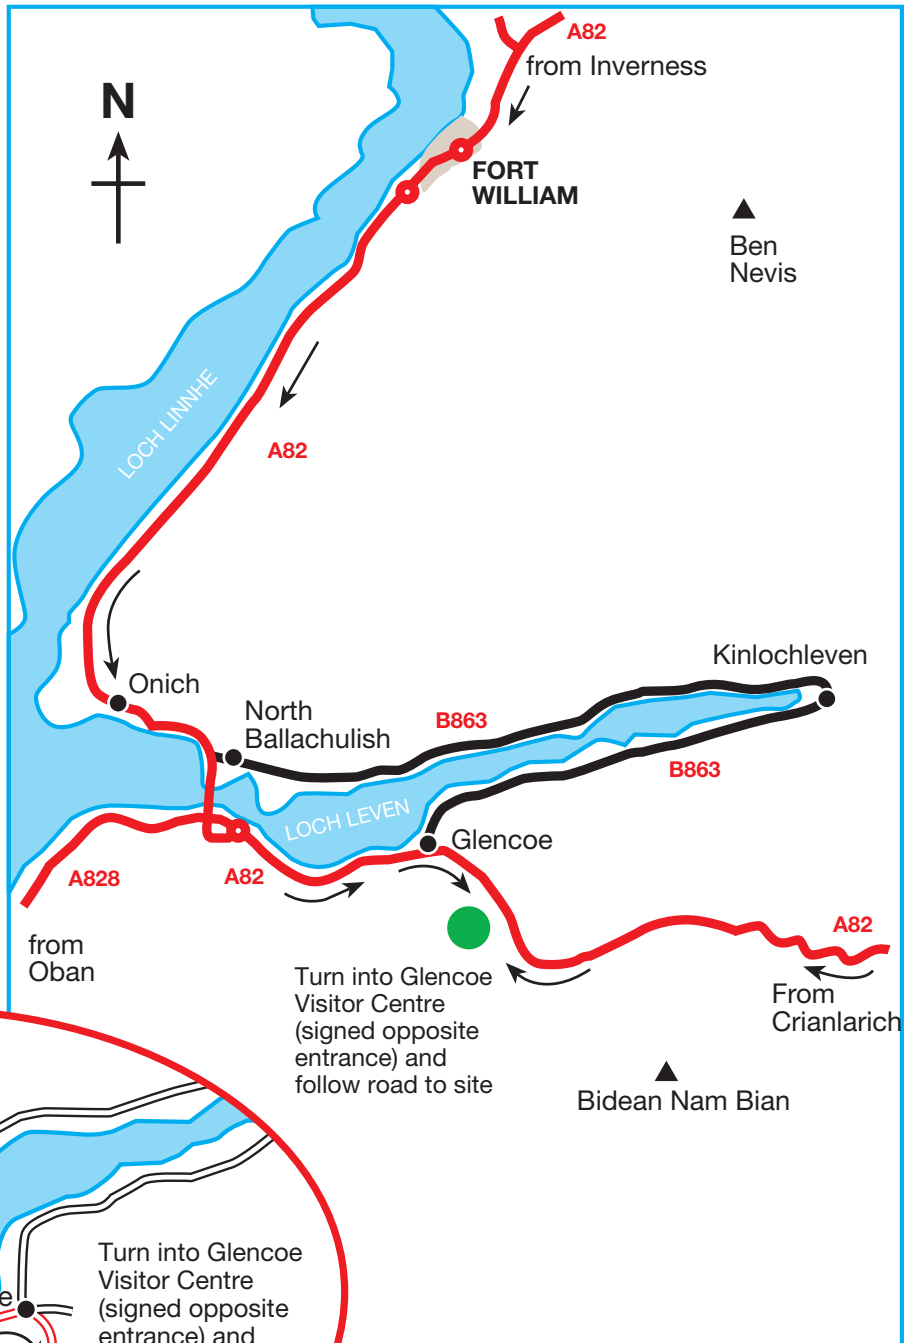 A82
from Inverness
N
FORT
WILLIAM
Ben
Nevis
LOCH LINNHE
A82
Kinlochleven
Onich
North
Ballachulish
B863
B863
LOCH LEVEN
Glencoe
A828
A82
A82
from
Oban
Turn into Glencoe
Visitor Centre
(signed opposite
entrance) and
follow road to site
From
Crianlarich
Bidean Nam Bian
Turn into Glencoe
Visitor Centre
(signed opposite
entrance) and
e